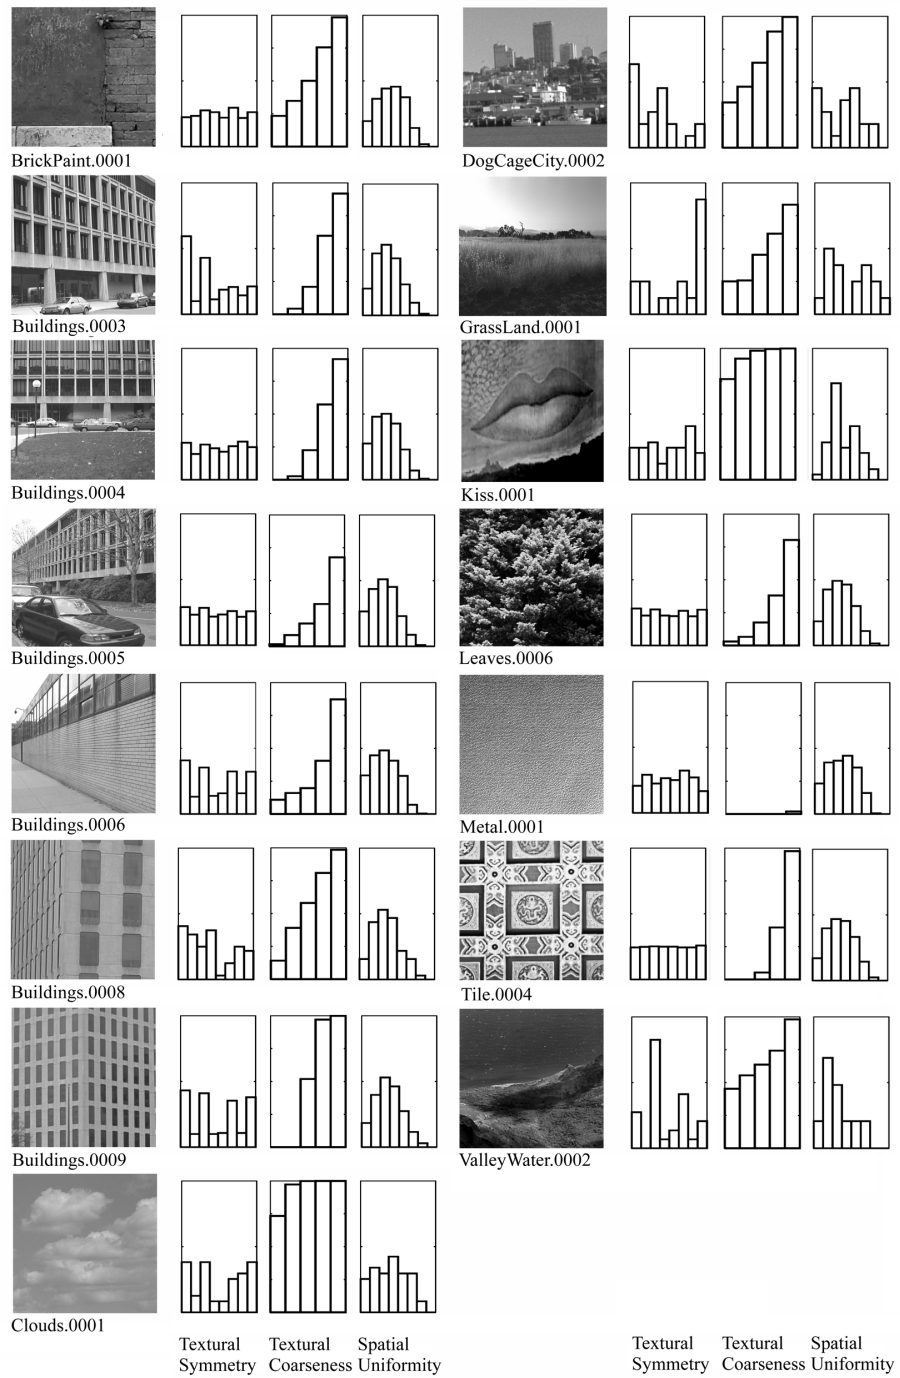 BrickPaint.0001
DogCageCity.0002
Buildings.0003
GrassLand.0001
Buildings.0004
Kiss.0001
Buildings.0005
Leaves.0006
Buildings.0006
Metal.0001
Buildings.0008
Tile.0004
Buildings.0009
ValleyWater.0002
Clouds.0001
Textural Textural Spatial
Symmetry Coarseness Uniformity
Textural Textural Spatial
Symmetry Coarseness Uniformity